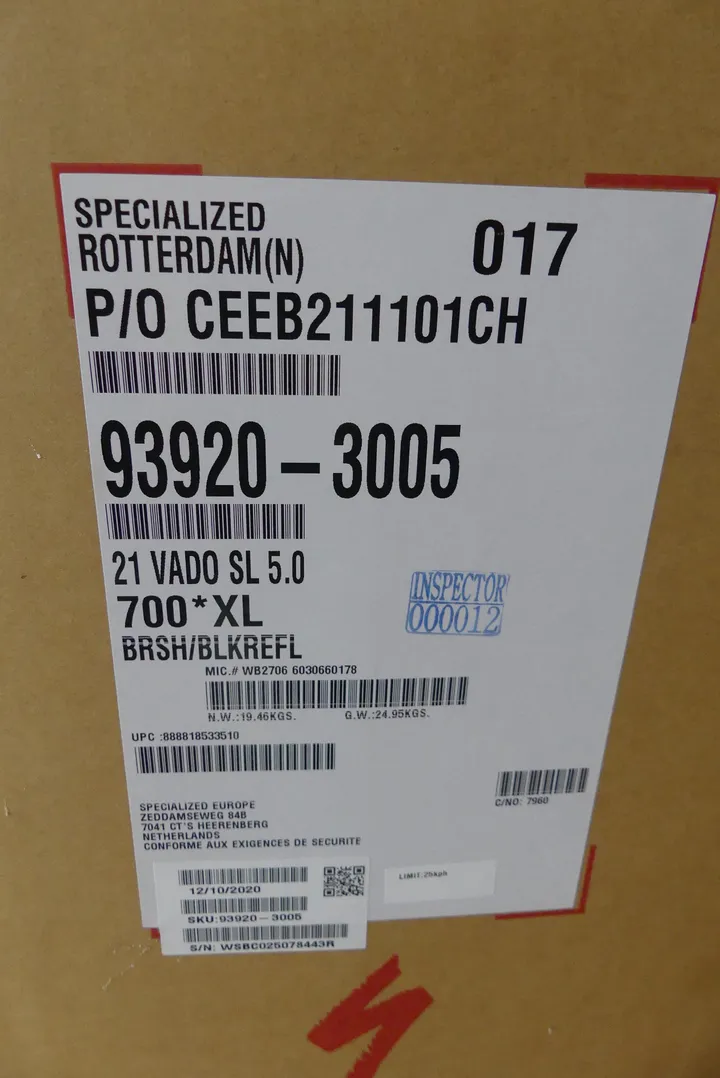 SPECIALIZED
ROTTERDAM(N)
017
P/O CEEB211101CH
93920-3005
21 VADO SL 5.0
700*XL
BRSH/BLKREFL
INSPECTOR
000012
MIC.# WB2706 6030660178
N.W.:19.46KGS. G.W.:24.95KGS.
UPC :888818533510
C/NO: 7960
SPECIALIZED EUROPE
ZEDDAMSEWEG 84B
7041 CT'S HEERENBERG
NETHERLANDS
CONFORME AUX EXIGENCES DE SECURITE
LIMIT:25kph
12/10/2020
SKU:93920-3005
S/N: WSBC025078443R